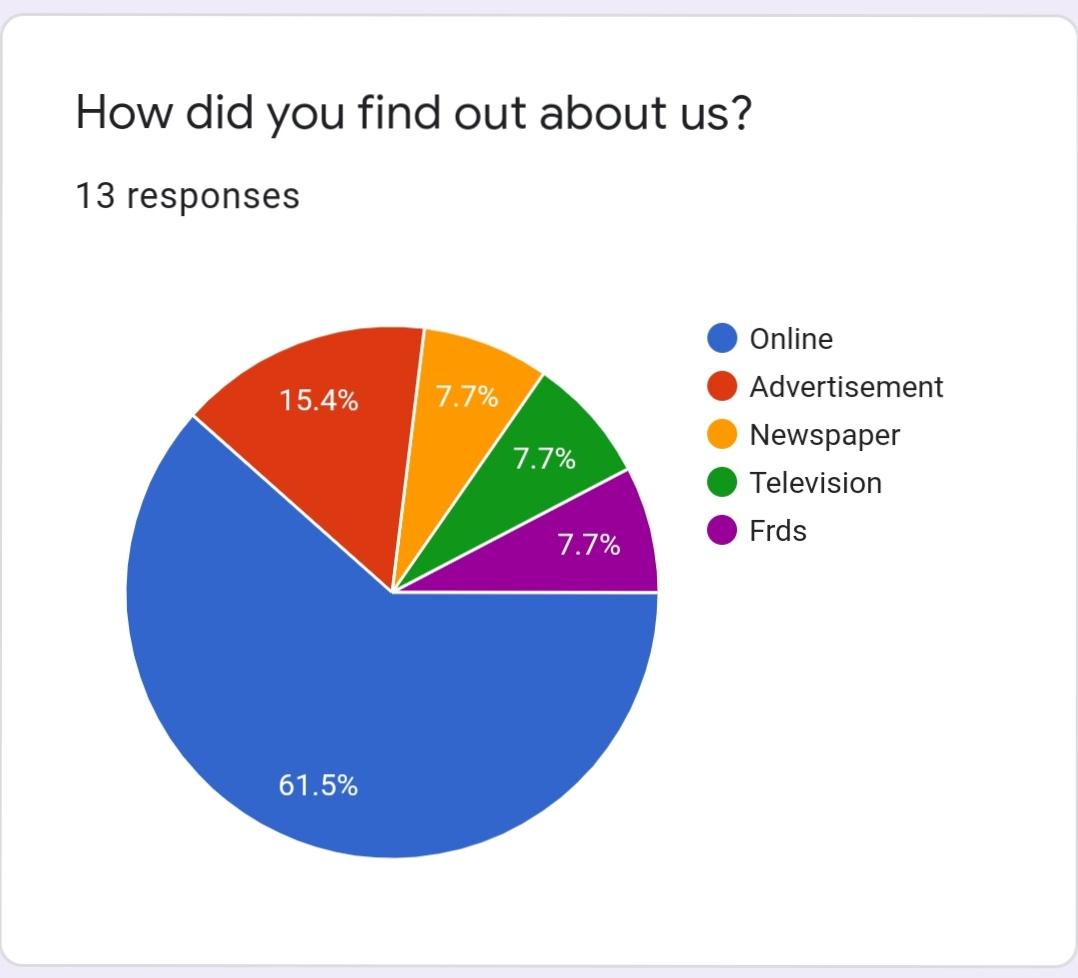 How did you find out about us?
13 responses
Online
Advertisement
Newspaper
Television
Frds
15.4%
7.7%
7.7%
7.7%
61.5%